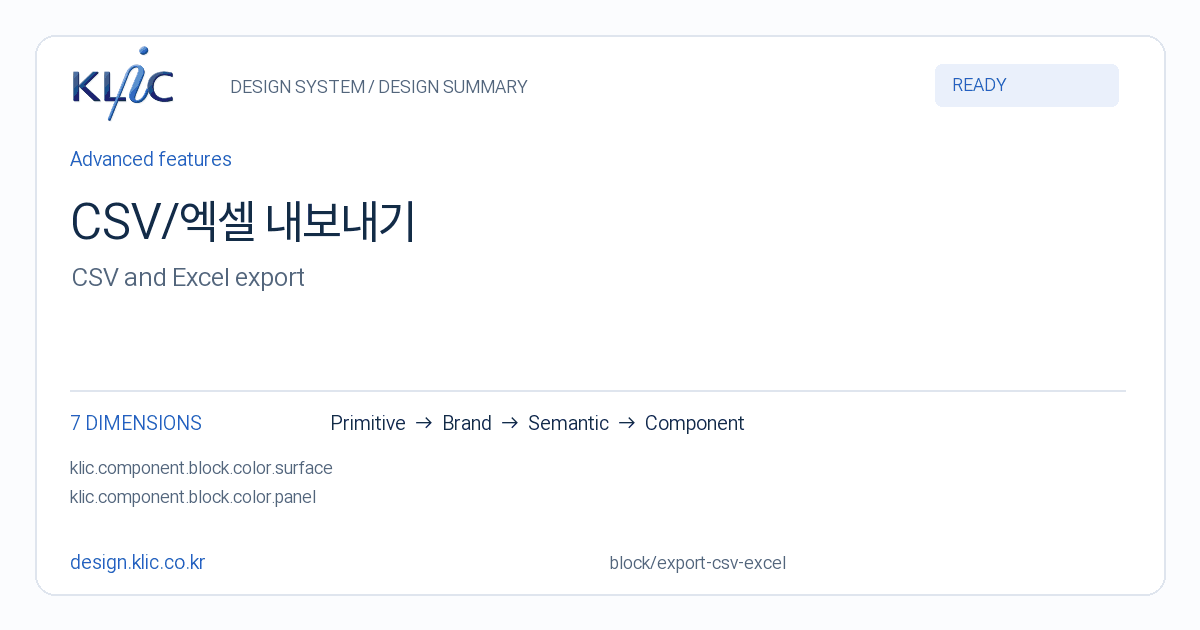 KLIC
DESIGN SYSTEM / DESIGN SUMMARY
READY
Advanced features
CSV/엑셀 내보내기
CSV and Excel export
7 DIMENSIONS
Primitive → Brand → Semantic → Component
klic.component.block.color.surface
klic.component.block.color.panel
design.klic.co.kr
block/export-csv-excel